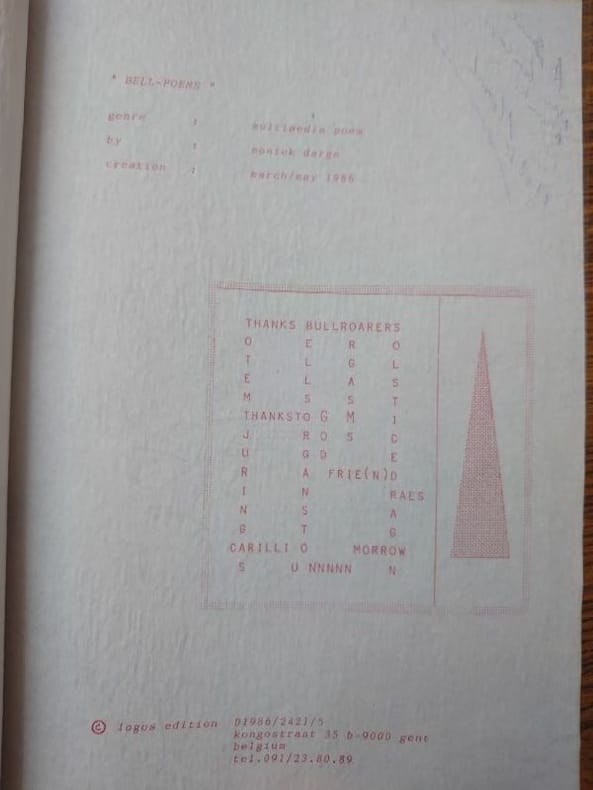 * BELL-POEMS *
genre : multimedia poem
by : moniek darge
creation : march/may 1986
THANKS BULLROARERS
O E R O
T L G L
E L A S
M S S T
THANKSTO G M I
J R O S C
U G D E
R A FRIE(N)D
I N RAES
N S A
G T G
CARILLI O MORROW
S U NNNNN N
© logos edition D1986/2421/5
kongostraat 35 b-9000 gent
belgium
tel.091/23.80.89